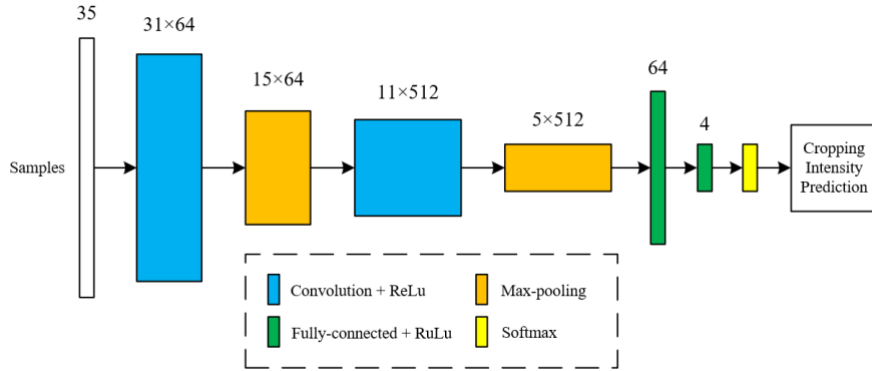 35
31×64
15×64
11×512
5×512
64
4
Samples
Cropping
Intensity
Prediction
Convolution + ReLu
Max-pooling
Fully-connected + RuLu
Softmax